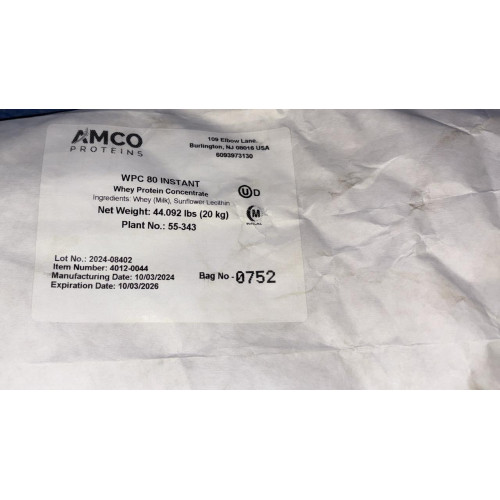 AMCO
PROTEINS
109 Elbow Lane,
Burlington, NJ 08016 USA
6093973130
WPC 80 INSTANT
Whey Protein Concentrate
Ingredients: Whey (Milk), Sunflower Lecithin
Net Weight: 44.092 lbs (20 kg)
Plant No.: 55-343
U D
M
HALAL
Lot No.: 2024-08402
Item Number: 4012-0044
Manufacturing Date: 10/03/2024
Expiration Date: 10/03/2026
Bag No - 0752